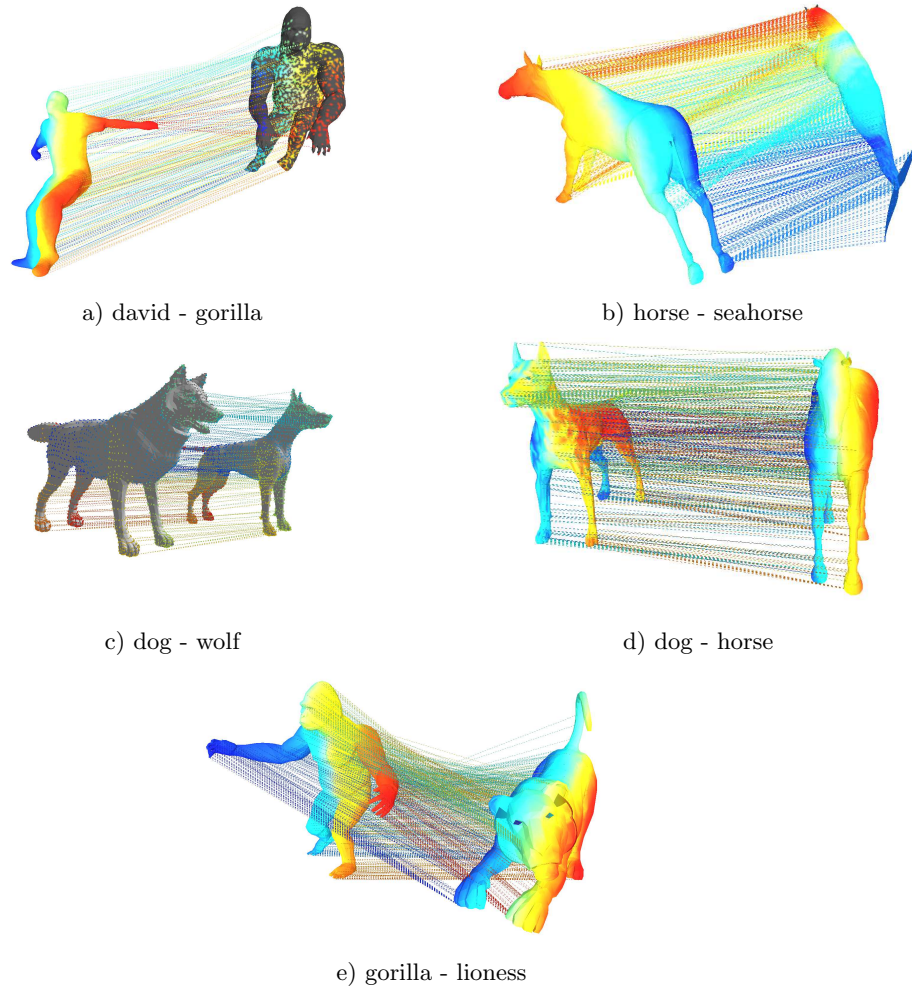 a) david - gorilla
b) horse - seahorse
c) dog - wolf
d) dog - horse
e) gorilla - lioness